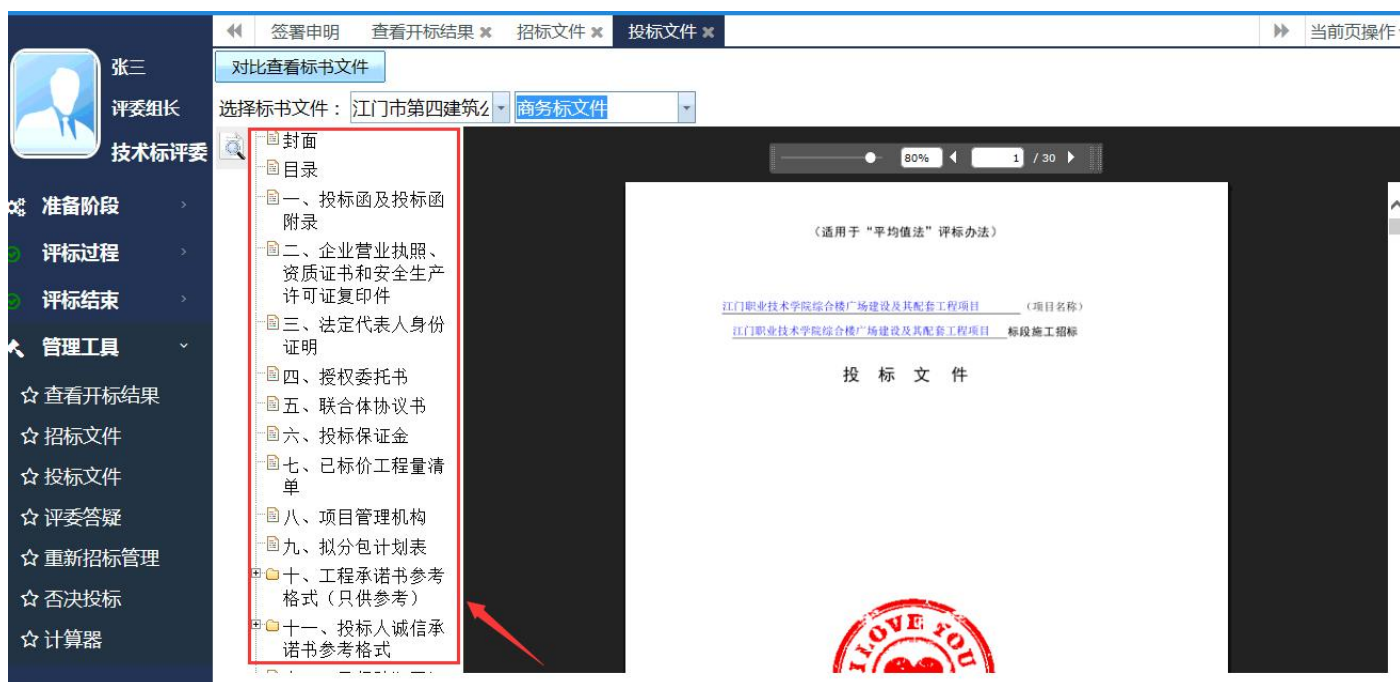 签署申明
查看开标结果
招标文件
投标文件
当前页操作
张三
评委组长
技术标评委
准备阶段
评标过程
评标结束
管理工具
查看开标结果
招标文件
投标文件
评委答疑
重新招标管理
否决投标
计算器
对比查看标书文件
选择标书文件：
江门市第四建筑公
商务标文件
封面
目录
一、投标函及投标函
附录
二、企业营业执照、
资质证书和安全生产
许可证复印件
三、法定代表人身份
证明
四、授权委托书
五、联合体协议书
六、投标保证金
七、已标价工程量清
单
八、项目管理机构
九、拟分包计划表
十、工程承诺书参考
格式（只供参考）
十一、投标人诚信承
诺书参考格式
80%
1 / 30
（适用于“平均值法”评标办法）
江门职业技术学院综合楼广场建设及其配套工程项目 （项目名称）
江门职业技术学院综合楼广场建设及其配套工程项目 标段施工招标
投 标 文 件
I LOVE YOU